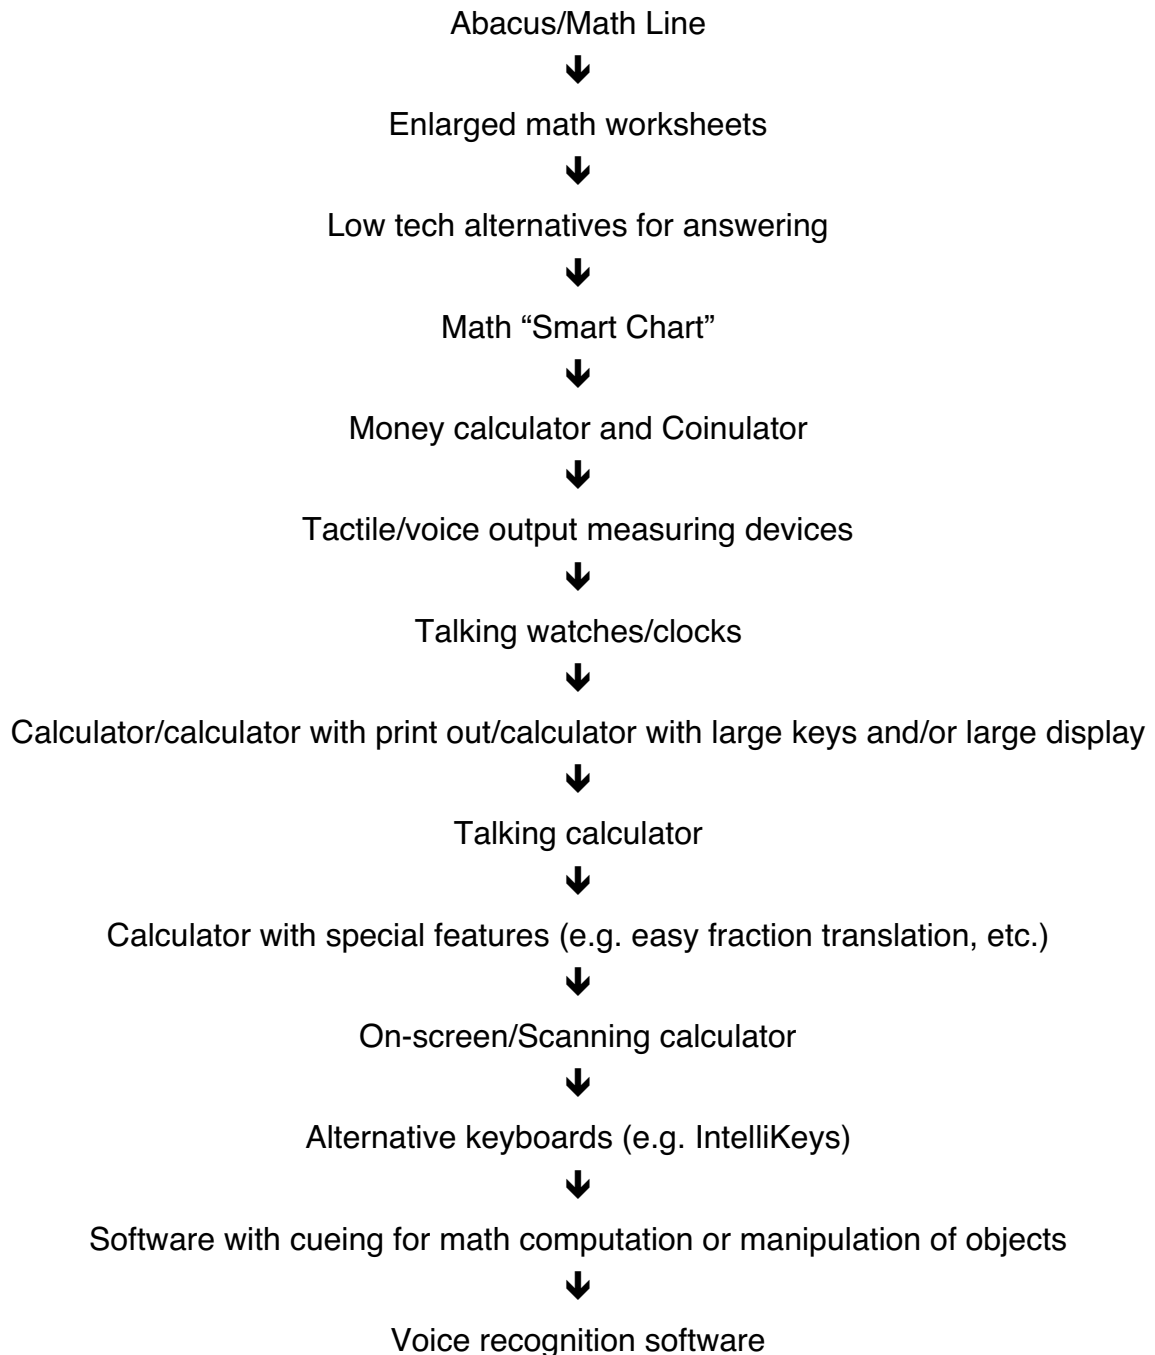 Abacus/Math Line
Enlarged math worksheets
Low tech alternatives for answering
Math “Smart Chart”
Money calculator and Coinulator
Tactile/voice output measuring devices
Talking watches/clocks
Calculator/calculator with print out/calculator with large keys and/or large display
Talking calculator
Calculator with special features (e.g. easy fraction translation, etc.)
On-screen/Scanning calculator
Alternative keyboards (e.g. IntelliKeys)
Software with cueing for math computation or manipulation of objects
Voice recognition software